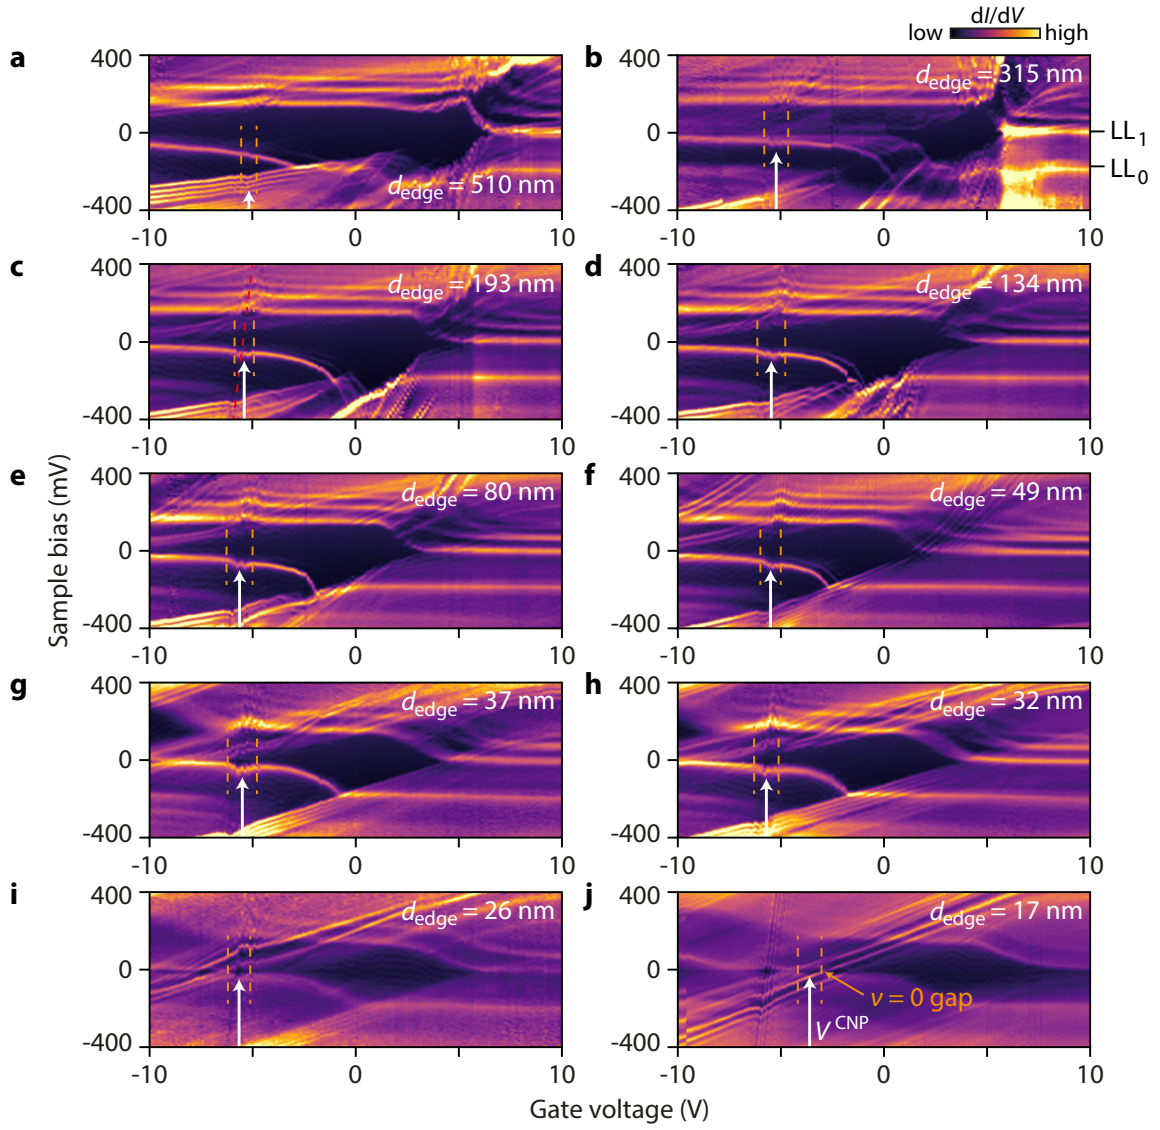 dI/dV
low high
a
400
0
-400
-10 0 10
d_edge = 510 nm
b
400
0
-400
-10 0 10
d_edge = 315 nm
LL₁
LL₀
c
400
0
-400
-10 0 10
d_edge = 193 nm
d
400
0
-400
-10 0 10
d_edge = 134 nm
e
400
0
-400
-10 0 10
d_edge = 80 nm
f
400
0
-400
-10 0 10
d_edge = 49 nm
g
400
0
-400
-10 0 10
d_edge = 37 nm
h
400
0
-400
-10 0 10
d_edge = 32 nm
i
400
0
-400
-10 0 10
d_edge = 26 nm
j
400
0
-400
-10 0 10
d_edge = 17 nm
ν = 0 gap
V^CNP
Sample bias (mV)
Gate voltage (V)